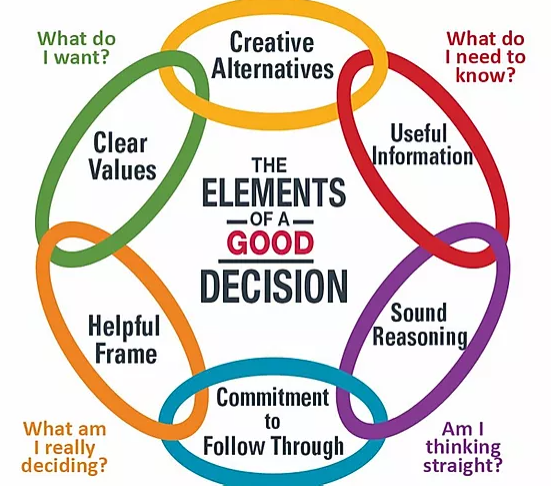 What do
I want?
Creative
Alternatives
What do
I need to
know?
Clear
Values
Useful
Information
THE
ELEMENTS
OF A
GOOD
DECISION
Helpful
Frame
Sound
Reasoning
Commitment
to
Follow Through
What am
I really
deciding?
Am I
thinking
straight?